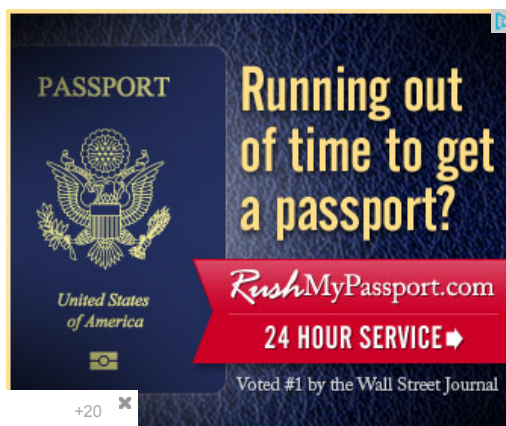 PASSPORT
United States
of America
Running out
of time to get
a passport?
RushMyPassport.com
24 HOUR SERVICE
Voted #1 by the Wall Street Journal
+20